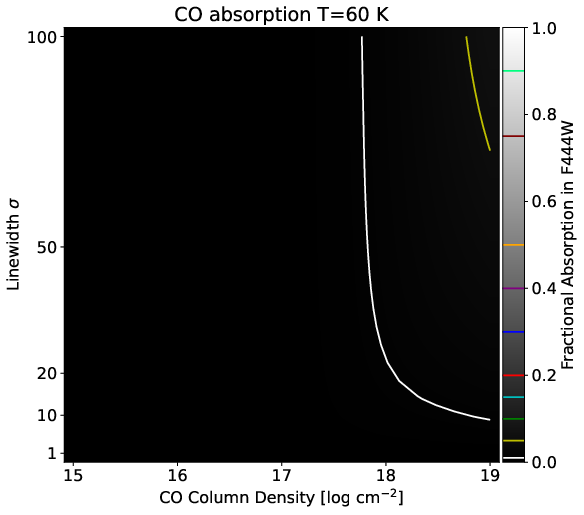 CO absorption T=60 K
100
50
20
10
1
Linewidth σ
15 16 17 18 19
CO Column Density [log cm⁻²]
1.0
0.8
0.6
0.4
0.2
0.0
Fractional Absorption in F444W